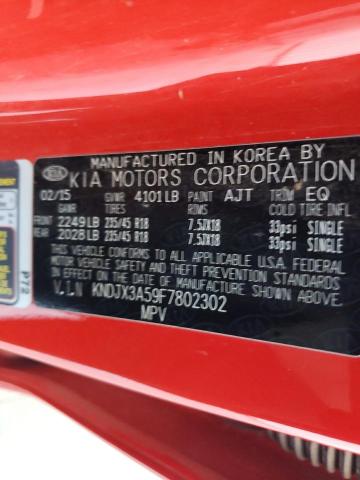 MANUFACTURED IN KOREA BY
KIA KIA MOTORS CORPORATION
02/15 GVWR 4101LB PAINT AJT TRIM EQ
GAWR TIRES RIMS COLD TIRE INFL
FRONT 2249LB 235/45 R18 7.5JX18 33psi SINGLE
REAR 2028LB 235/45 R18 7.5JX18 33psi SINGLE
THIS VEHICLE CONFORMS TO ALL APPLICABLE U.S.A. FEDERAL
MOTOR VEHICLE SAFETY AND THEFT PREVENTION STANDARDS
IN EFFECT ON THE DATE OF MANUFACTURE SHOWN ABOVE.
V.I.N KNDJX3A59F7802302
MPV
P72